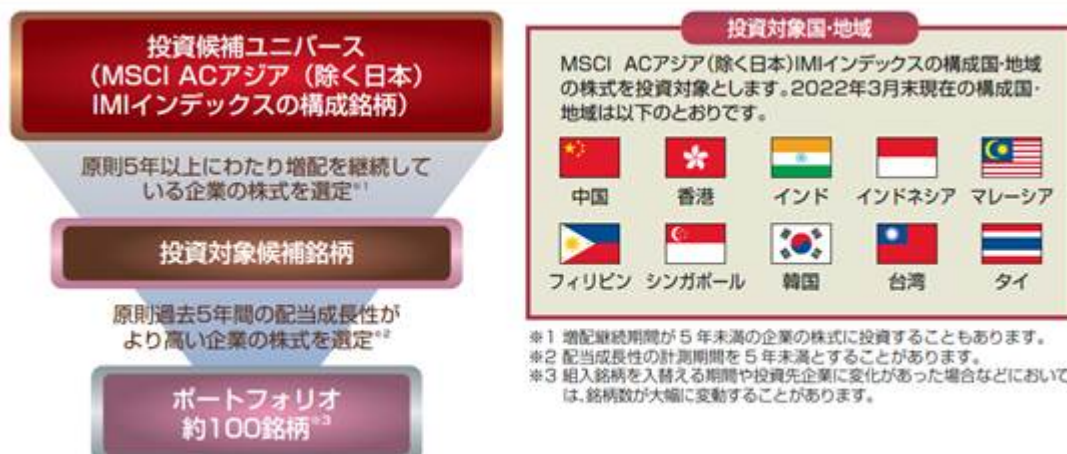 投資候補ユニバース
(MSCI ACアジア（除く日本）
IMIインデックスの構成銘柄)
原則5年以上にわたり増配を継続して
いる企業の株式を選定※1
投資対象候補銘柄
原則過去5年間の配当成長性が
より高い企業の株式を選定※2
ポートフォリオ
約100銘柄※3
投資対象国・地域
MSCI ACアジア(除く日本)IMIインデックスの構成国・地域
の株式を投資対象とします。2022年3月末現在の構成国・
地域は以下のとおりです。
中国 香港 インド インドネシア マレーシア
フィリピン シンガポール 韓国 台湾 タイ
※1 増配継続期間が5年未満の企業の株式に投資することもあります。
※2 配当成長性の計測期間を5年未満とすることがあります。
※3 組入銘柄を入替える期間や投資先企業に変化があった場合などにおいて
は、銘柄数が大幅に変動することがあります。